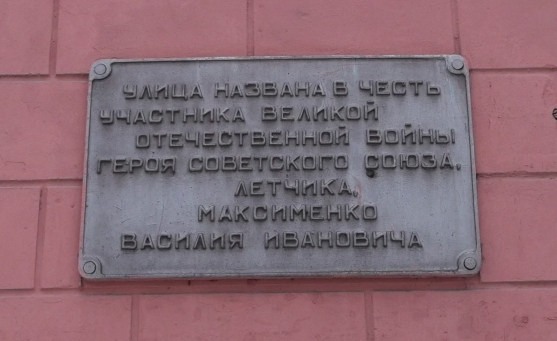 УЛИЦА НАЗВАНА В ЧЕСТЬ
УЧАСТНИКА ВЕЛИКОЙ
ОТЕЧЕСТВЕННОЙ ВОЙНЫ
ГЕРОЯ СОВЕТСКОГО СОЮЗА,
ЛЕТЧИКА,
МАКСИМЕНКО
ВАСИЛИЯ ИВАНОВИЧА